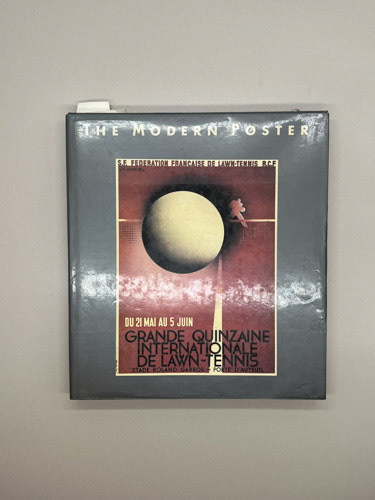 THE MODERN POSTER
S.E. FEDERATION FRANÇAISE DE LAWN-TENNIS R.C.F.
DU 21 MAI AU 5 JUIN
GRANDE QUINZAINE
INTERNATIONALE
DE LAWN-TENNIS
STADE ROLAND GARROS — PORTE D'AUTEUIL